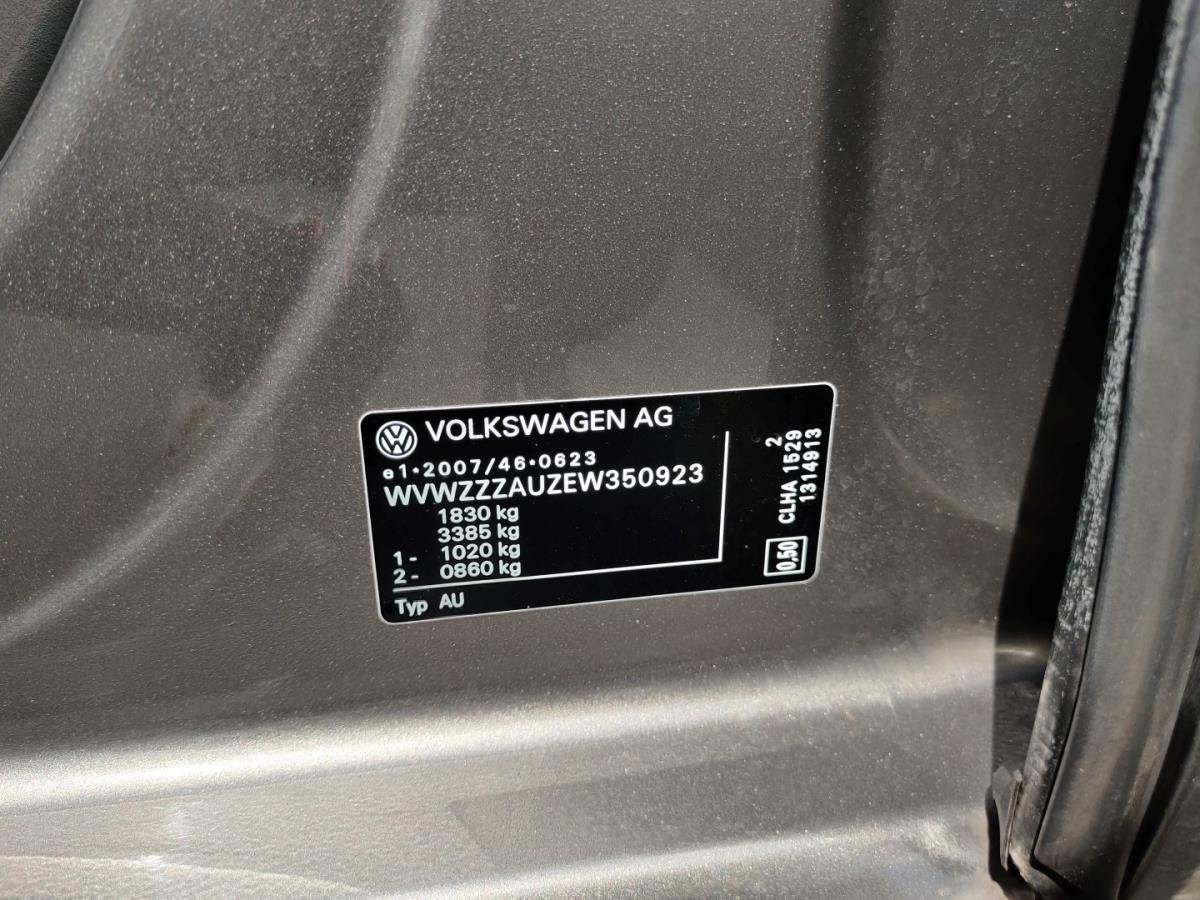 VOLKSWAGEN AG
e1*2007/46*0623
WVWZZZAUZEW350923
1830 kg
3385 kg
1- 1020 kg
2- 0860 kg
Typ AU
2
CLHA 1529
1314913
0,50